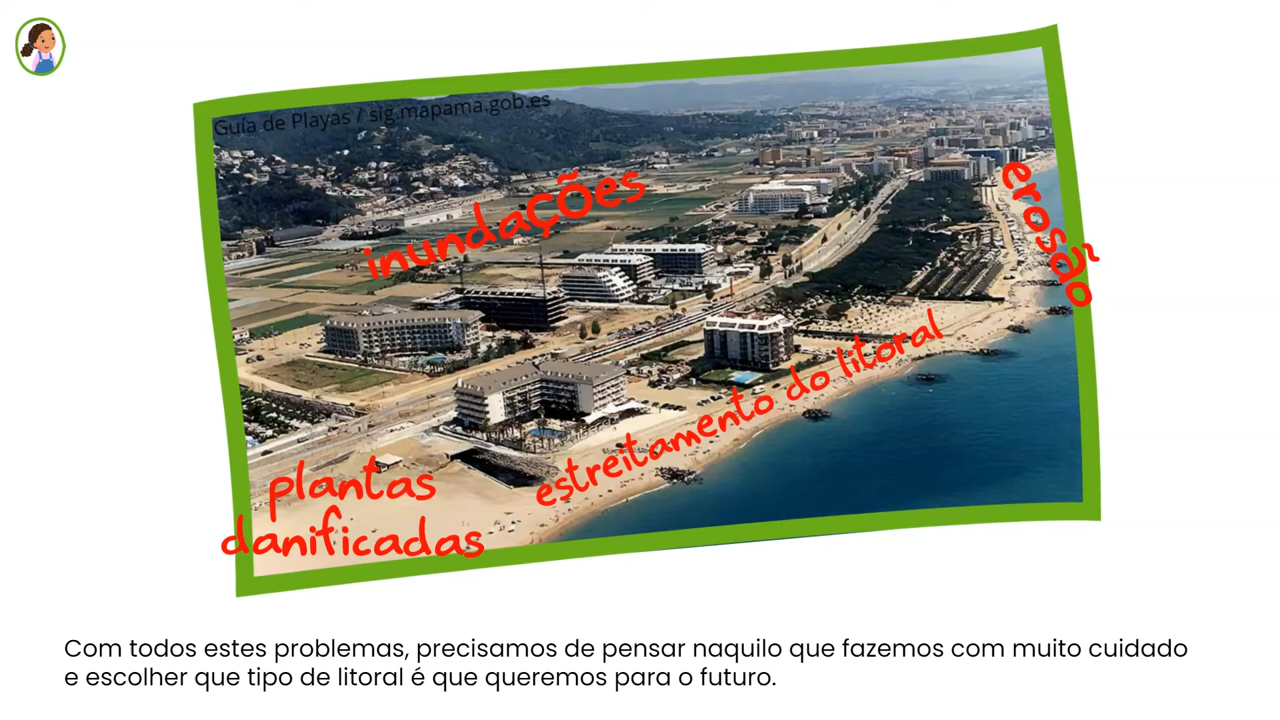 Guía de Playas / sig.mapama.gob.es
inundações
erosão
estreitamento do litoral
plantas
danificadas
Com todos estes problemas, precisamos de pensar naquilo que fazemos com muito cuidado
e escolher que tipo de litoral é que queremos para o futuro.